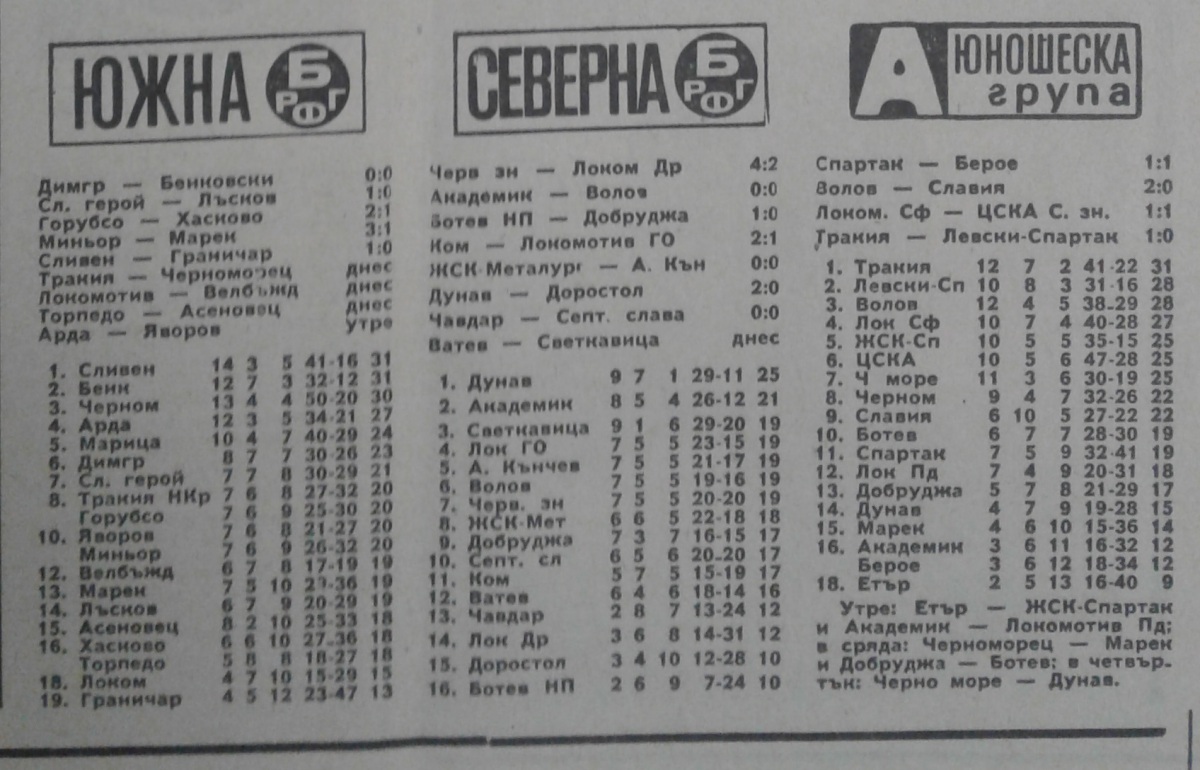 ЮЖНА Б РФГ
Димгр — Бенковски 0:0
Сл. герой — Лъсков 1:0
Горубсо — Хасково 2:1
Миньор — Марек 3:1
Сливен — Граничар 1:0
Тракия — Черноморец днес
Локомотив — Велбъжд днес
Торпедо — Асеновец днес
Арда — Яворов утре
1. Сливен 14 3 5 41-16 31
2. Бенк 12 7 3 32-12 31
3. Черном 13 4 4 50-20 30
4. Арда 12 3 5 34-21 27
5. Марица 10 4 7 40-29 24
6. Димгр 8 7 7 30-26 23
7. Сл. герой 7 7 8 30-29 21
8. Тракия НКр 7 6 8 27-32 20
Горубсо 7 6 9 25-30 20
10. Яворов 7 6 8 21-27 20
Миньор 7 6 9 26-32 20
12. Велбъжд 6 7 8 17-19 19
13. Марек 7 5 10 29-36 19
14. Лъсков 6 7 9 20-29 19
15. Асеновец 8 2 10 25-33 18
16. Хасково 6 6 10 27-36 18
Торпедо 5 8 8 18-27 18
18. Локом 4 7 10 15-29 15
19. Граничар 4 5 12 23-47 13
СЕВЕРНА Б РФГ
Черв зн — Локом Др 4:2
Академик — Волов 0:0
Ботев НП — Добруджа 1:0
Ком — Локомотив ГО 2:1
ЖСК-Металург — А. Кън 0:0
Дунав — Доростол 2:0
Чавдар — Септ. слава 0:0
Ватев — Светкавица днес
1. Дунав 9 7 1 29-11 25
2. Академик 8 5 4 26-12 21
3. Светкавица 9 1 6 29-20 19
4. Лок ГО 7 5 5 23-15 19
5. А. Кънчев 7 5 5 21-17 19
6. Волов 7 5 5 19-16 19
7. Черв. зн 7 5 5 20-20 19
8. ЖСК-Мет 6 6 5 22-18 18
9. Добруджа 7 3 7 16-15 17
10. Септ. сл 6 5 6 20-20 17
11. Ком 5 7 5 15-19 17
12. Ватев 6 4 6 18-14 16
13. Чавдар 2 8 7 13-24 12
14. Лок Др 3 6 8 14-31 12
15. Доростол 3 4 10 12-28 10
16. Ботев НП 2 6 9 7-24 10
А ЮНОШЕСКА
група
Спартак — Берое 1:1
Волов — Славия 2:0
Локом. Сф — ЦСКА С. зн. 1:1
Тракия — Левски-Спартак 1:0
1. Тракия 12 7 2 41-22 31
2. Левски-Сп 10 8 3 31-16 28
3. Волов 12 4 5 38-29 28
4. Лок Сф 10 7 4 40-28 27
5. ЖСК-Сп 10 5 5 35-15 25
6. ЦСКА 10 5 6 47-28 25
7. Ч море 11 3 6 30-19 25
8. Черном 9 4 7 32-26 22
9. Славия 6 10 5 27-22 22
10. Ботев 6 7 7 28-30 19
11. Спартак 7 5 9 32-41 19
12. Лок Пд 7 4 9 20-31 18
13. Добруджа 5 7 8 21-29 17
14. Дунав 4 7 9 19-28 15
15. Марек 4 6 10 15-36 14
16. Академик 3 6 11 16-32 12
Берое 3 6 12 18-34 12
18. Етър 2 5 13 16-40 9
Утре: Етър — ЖСК-Спартак
и Академик — Локомотив Пд;
в сряда: Черноморец — Марек
и Добруджа — Ботев; в четвър-
тък: Черно море — Дунав.